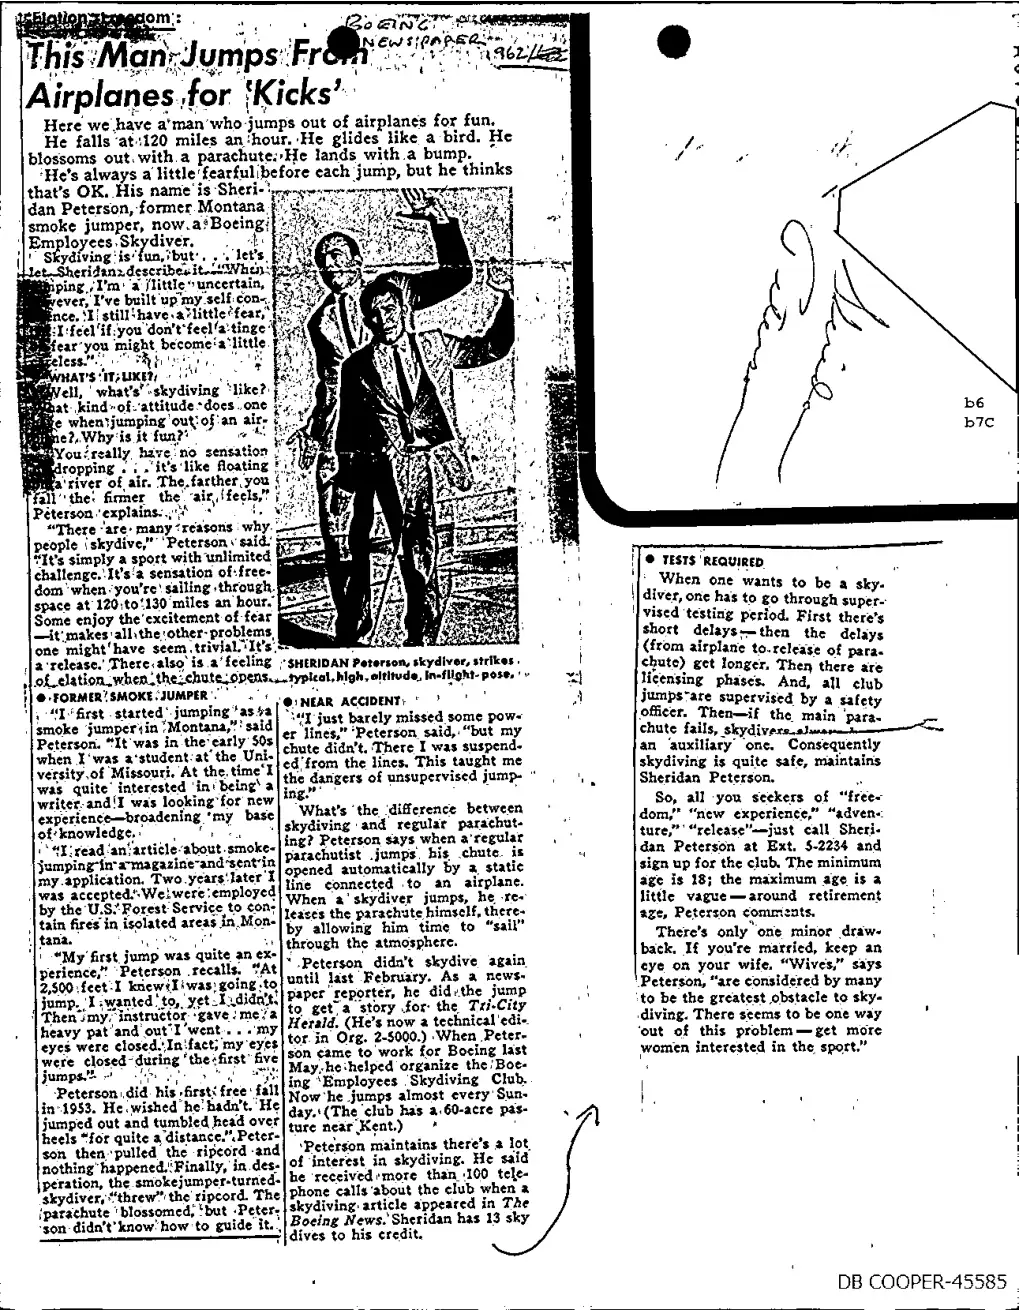 Elation, Freedom:
BOEING
NEWSPAPER
1962/
This Man Jumps From
Airplanes for 'Kicks'
Here we have a man who jumps out of airplanes for fun.
He falls at 120 miles an hour. He glides like a bird. He
blossoms out with a parachute. He lands with a bump.
He's always a little fearful before each jump, but he thinks
that's OK. His name is Sheri-
dan Peterson, former Montana
smoke jumper, now a Boeing
Employees Skydiver.
Skydiving is fun, but . . . let's
let Sheridan describe it. "When
ping, I'm a little uncertain,
ever, I've built up my self con-
nce. I still have a little fear,
I feel if you don't feel a tinge
fear you might become a little
eless."
WHAT'S IT LIKE?
Well, what's skydiving like?
at kind of attitude does one
e when jumping out of an air-
ne? Why is it fun?
"You really have no sensation
dropping . . . it's like floating
a river of air. The farther you
fall the firmer the air feels,"
Peterson explains.
"There are many reasons why
people skydive," Peterson said.
"It's simply a sport with unlimited
challenge. It's a sensation of free-
dom when you're sailing through
space at 120 to 130 miles an hour.
Some enjoy the excitement of fear
—it makes all the other problems
one might have seem trivial. It's
a release. There also is a feeling
of elation when the chute opens.
SHERIDAN Peterson, skydiver, strikes
typical, high, altitude, in-flight pose.
● FORMER SMOKE JUMPER
"I first started jumping as a
smoke jumper in Montana," said
Peterson. "It was in the early 50s
when I was a student at the Uni-
versity of Missouri. At the time I
was quite interested in being a
writer and I was looking for new
experience—broadening my base
of knowledge.
"I read an article about smoke-
jumping in a magazine and sent in
my application. Two years later I
was accepted. We were employed
by the U.S. Forest Service to con-
tain fires in isolated areas in Mon-
tana.
"My first jump was quite an ex-
perience," Peterson recalls. "At
2,500 feet I knew I was going to
jump. I wanted to, yet I didn't.
Then my instructor gave me a
heavy pat and out I went . . . my
eyes were closed. In fact, my eyes
were closed during the first five
jumps."
Peterson did his first free fall
in 1953. He wished he hadn't. He
jumped out and tumbled head over
heels "for quite a distance." Peter-
son then pulled the ripcord and
nothing happened. Finally, in des-
peration, the smokejumper-turned-
skydiver, "threw" the ripcord. The
parachute blossomed, but Peter-
son didn't know how to guide it.
● NEAR ACCIDENT
"I just barely missed some pow-
er lines," Peterson said, "but my
chute didn't. There I was suspend-
ed from the lines. This taught me
the dangers of unsupervised jump-
ing."
What's the difference between
skydiving and regular parachut-
ing? Peterson says when a regular
parachutist jumps his chute is
opened automatically by a static
line connected to an airplane.
When a skydiver jumps, he re-
leases the parachute himself, there-
by allowing him time to "sail"
through the atmosphere.
Peterson didn't skydive again
until last February. As a news-
paper reporter, he did the jump
to get a story for the Tri-City
Herald. (He's now a technical edi-
tor in Org. 2-5000.) When Peter-
son came to work for Boeing last
May he helped organize the Boe-
ing Employees Skydiving Club.
Now he jumps almost every Sun-
day. (The club has a 60-acre pas-
ture near Kent.)
Peterson maintains there's a lot
of interest in skydiving. He said
he received more than 100 tele-
phone calls about the club when a
skydiving article appeared in The
Boeing News. Sheridan has 13 sky
dives to his credit.
b6
b7C
● TESTS REQUIRED
When one wants to be a sky-
diver, one has to go through super-
vised testing period. First there's
short delays — then the delays
(from airplane to release of para-
chute) get longer. Then there are
licensing phases. And, all club
jumps are supervised by a safety
officer. Then—if the main para-
chute fails, skydivers always
an auxiliary one. Consequently
skydiving is quite safe, maintains
Sheridan Peterson.
So, all you seekers of "free-
dom," "new experience," "adven-
ture," "release"—just call Sheri-
dan Peterson at Ext. 5-2234 and
sign up for the club. The minimum
age is 18; the maximum age is a
little vague — around retirement
age, Peterson comments.
There's only one minor draw-
back. If you're married, keep an
eye on your wife. "Wives," says
Peterson, "are considered by many
to be the greatest obstacle to sky-
diving. There seems to be one way
out of this problem — get more
women interested in the sport."
DB COOPER-45585